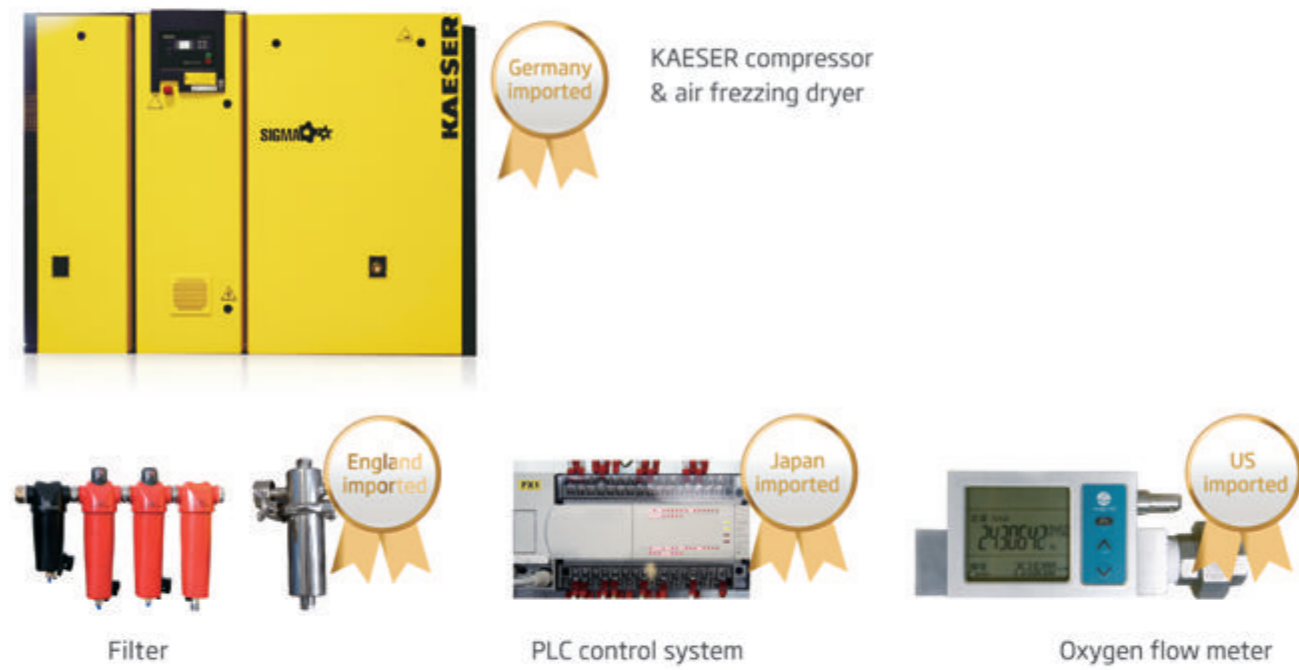 KAESER
SIGMA
Germany
imported
KAESER compressor
& air frezzing dryer
England
imported
FX1
Japan
imported
US
imported
Filter
PLC control system
Oxygen flow meter